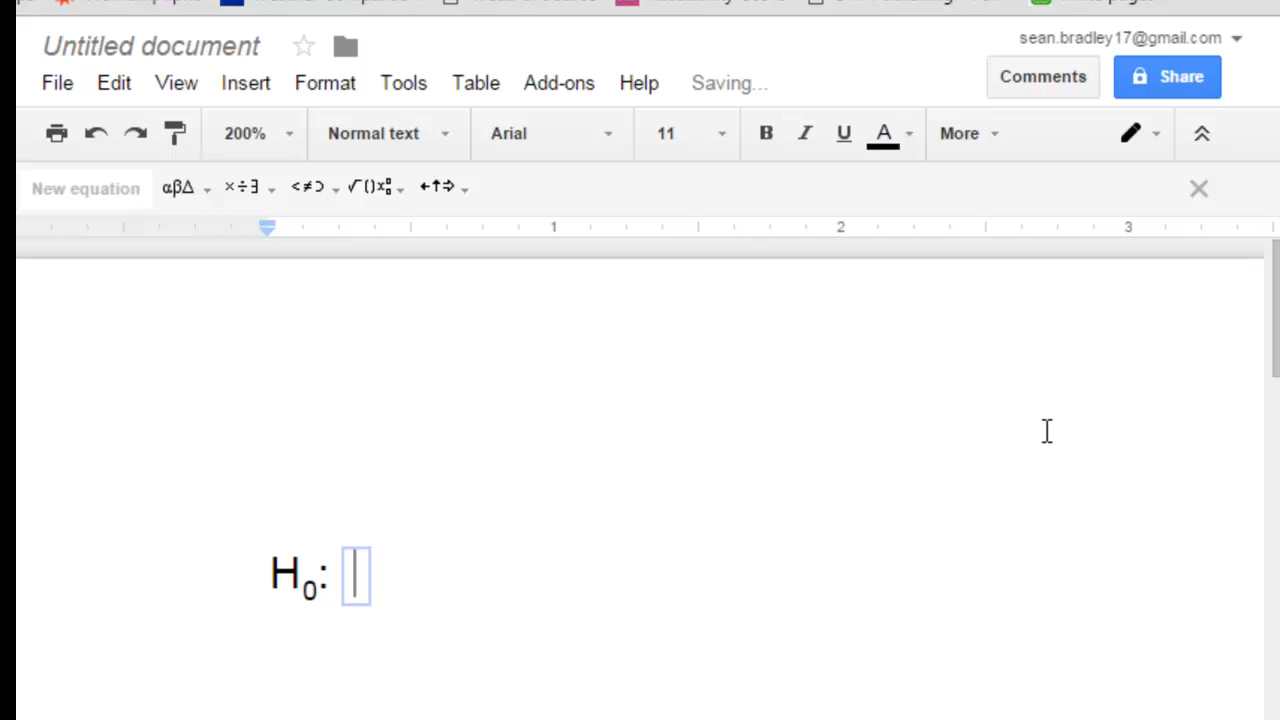 Untitled document
sean.bradley17@gmail.com
File Edit View Insert Format Tools Table Add-ons Help Saving...
Comments Share
200% Normal text Arial 11 B I U A More
New equation αβΔ ×÷∃ <≠⊃ √()x ←↑⇒
1 2 3
H₀: